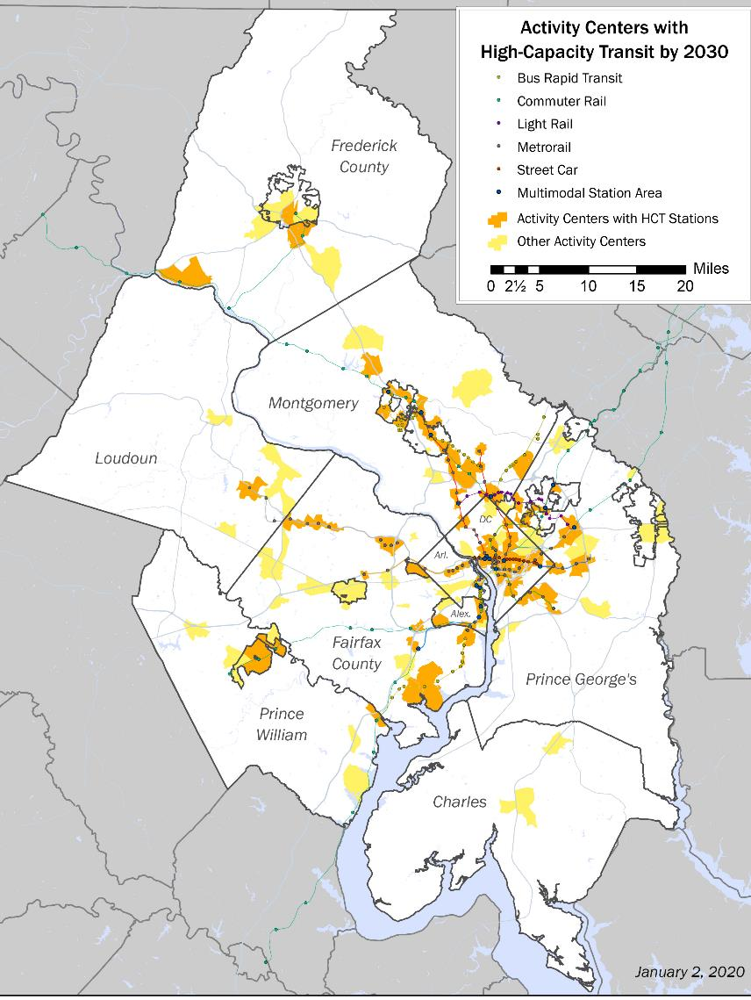 Activity Centers with
High-Capacity Transit by 2030
Bus Rapid Transit
Commuter Rail
Light Rail
Metrorail
Street Car
Multimodal Station Area
Activity Centers with HCT Stations
Other Activity Centers
Miles
0 2½ 5 10 15 20
Frederick
County
Montgomery
Loudoun
DC
Arl.
Alex.
Fairfax
County
Prince George's
Prince
William
Charles
January 2, 2020